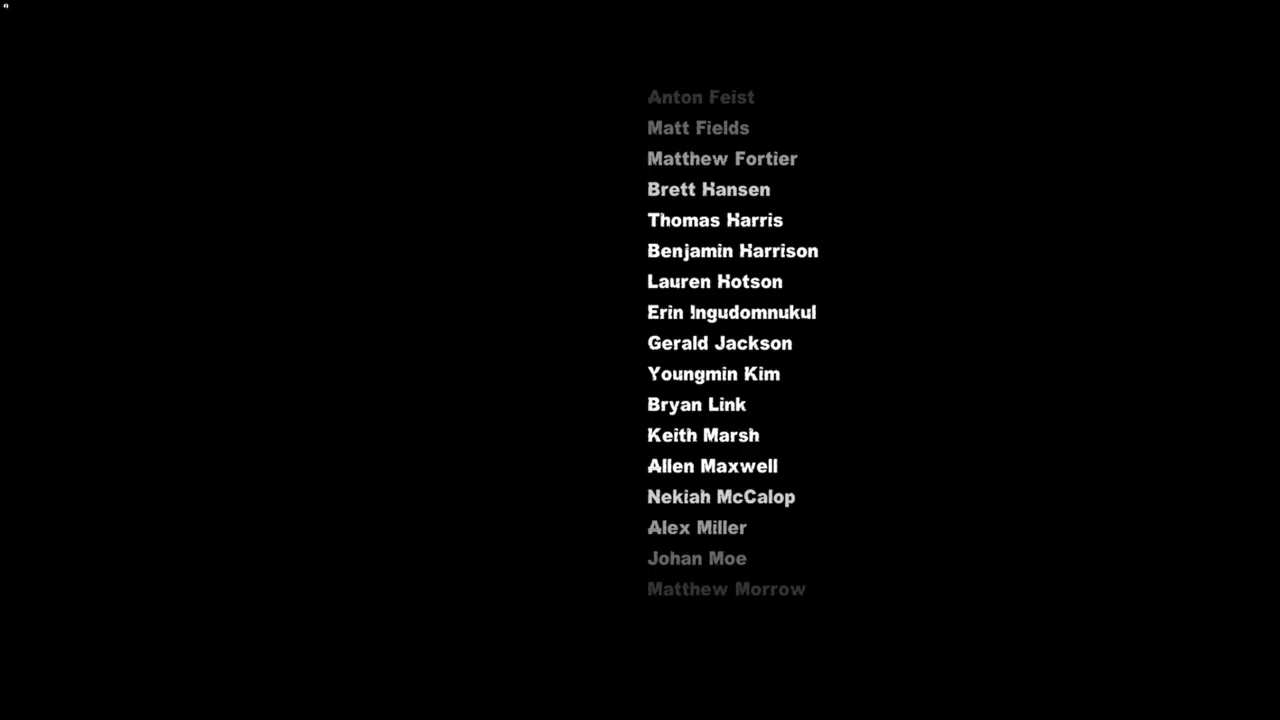 Anton Feist
Matt Fields
Matthew Fortier
Brett Hansen
Thomas Harris
Benjamin Harrison
Lauren Hotson
Erin Ingudomnukul
Gerald Jackson
Youngmin Kim
Bryan Link
Keith Marsh
Allen Maxwell
Nekiah McCalop
Alex Miller
Johan Moe
Matthew Morrow